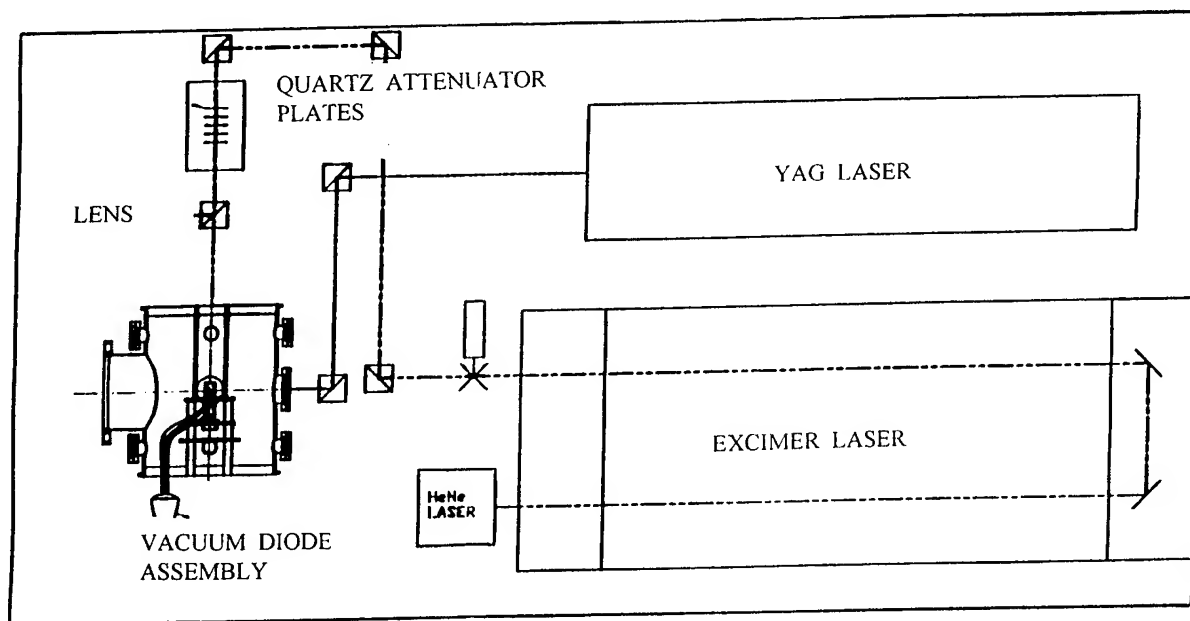 QUARTZ ATTENUATOR
PLATES
YAG LASER
LENS
EXCIMER LASER
HeNe
LASER
VACUUM DIODE
ASSEMBLY